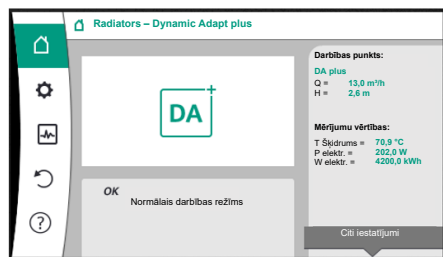 Radiators – Dynamic Adapt plus
DA+
OK
Normālais darbības režīms
Darbības punkts:
DA plus
Q = 13,0 m³/h
H = 2,6 m
Mērījumu vērtības:
T Šķidrums = 70,9 °C
P elektr. = 202,0 W
W elektr. = 4200,0 kWh
Citi iestatījumi
?